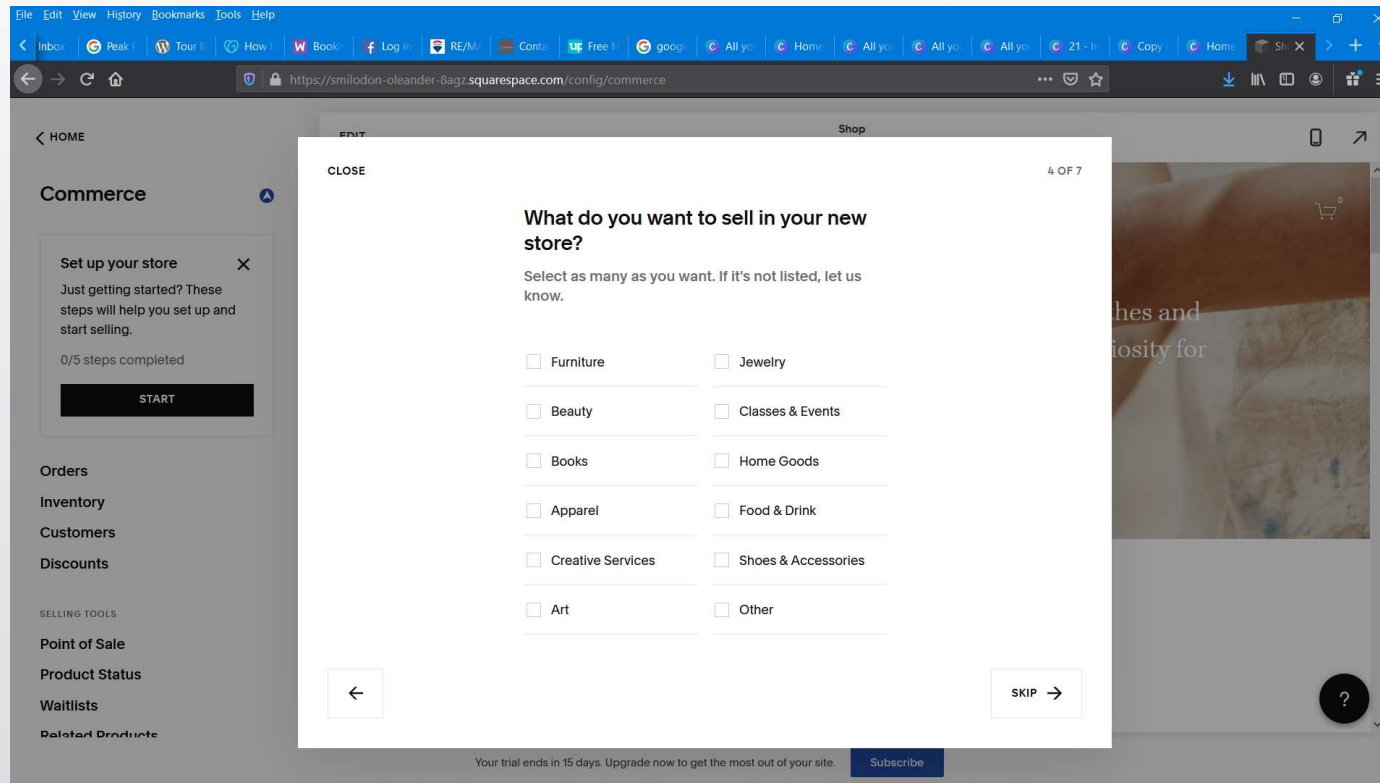 File Edit View History Bookmarks Tools Help
Inbox Peak F Tour B How t W Bookin f Log in RE/MA Conta up Free M G googl C All yo C Home C All yo C All yo C All yo C 21 - In C Copy C Home Sh
https://smilodon-oleander-8agz.squarespace.com/config/commerce
HOME
EDIT
Shop
Commerce
Set up your store
Just getting started? These
steps will help you set up and
start selling.
0/5 steps completed
START
Orders
Inventory
Customers
Discounts
SELLING TOOLS
Point of Sale
Product Status
Waitlists
Related Products
CLOSE
4 OF 7
What do you want to sell in your new
store?
Select as many as you want. If it's not listed, let us
know.
Furniture
Jewelry
Beauty
Classes & Events
Books
Home Goods
Apparel
Food & Drink
Creative Services
Shoes & Accessories
Art
Other
SKIP
0
hes and
iosity for
?
Your trial ends in 15 days. Upgrade now to get the most out of your site.
Subscribe